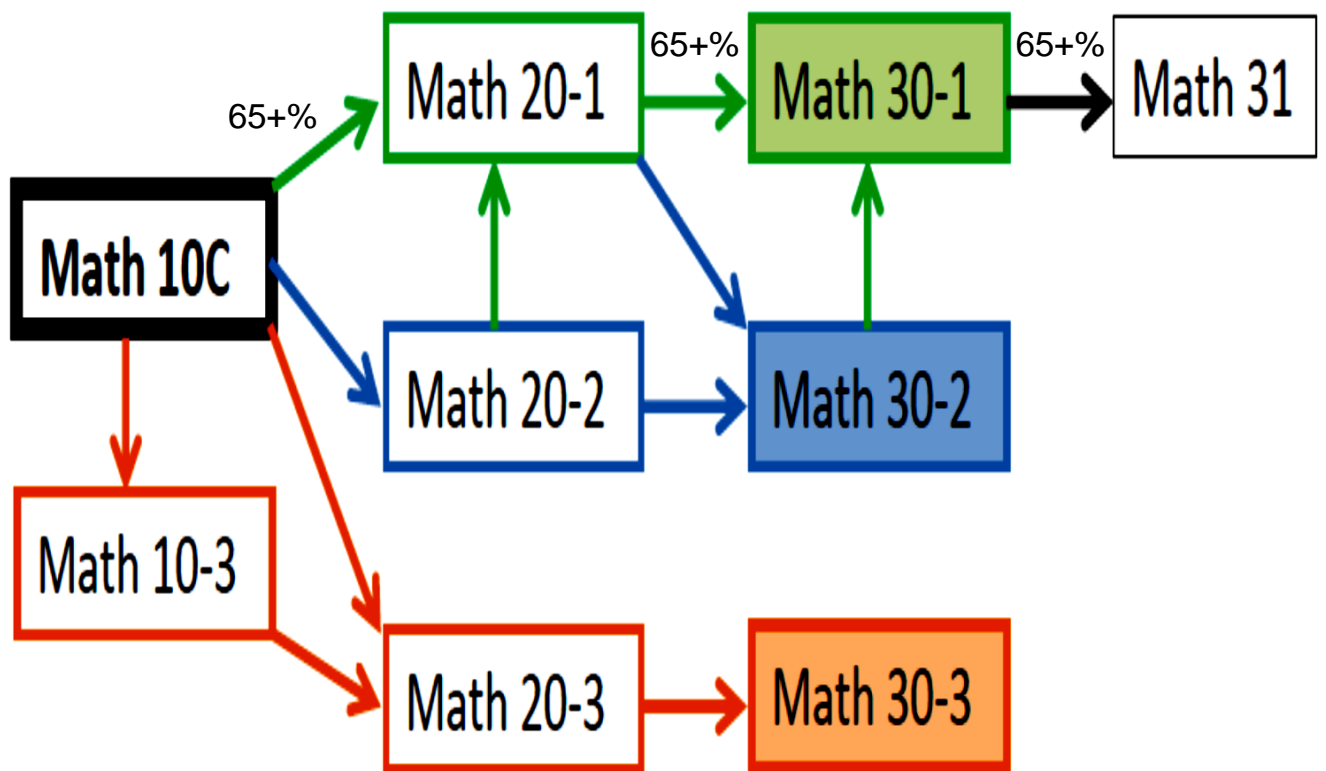 65+%
65+%
65+%
Math 20-1
Math 30-1
Math 31
Math 10C
Math 20-2
Math 30-2
Math 10-3
Math 20-3
Math 30-3